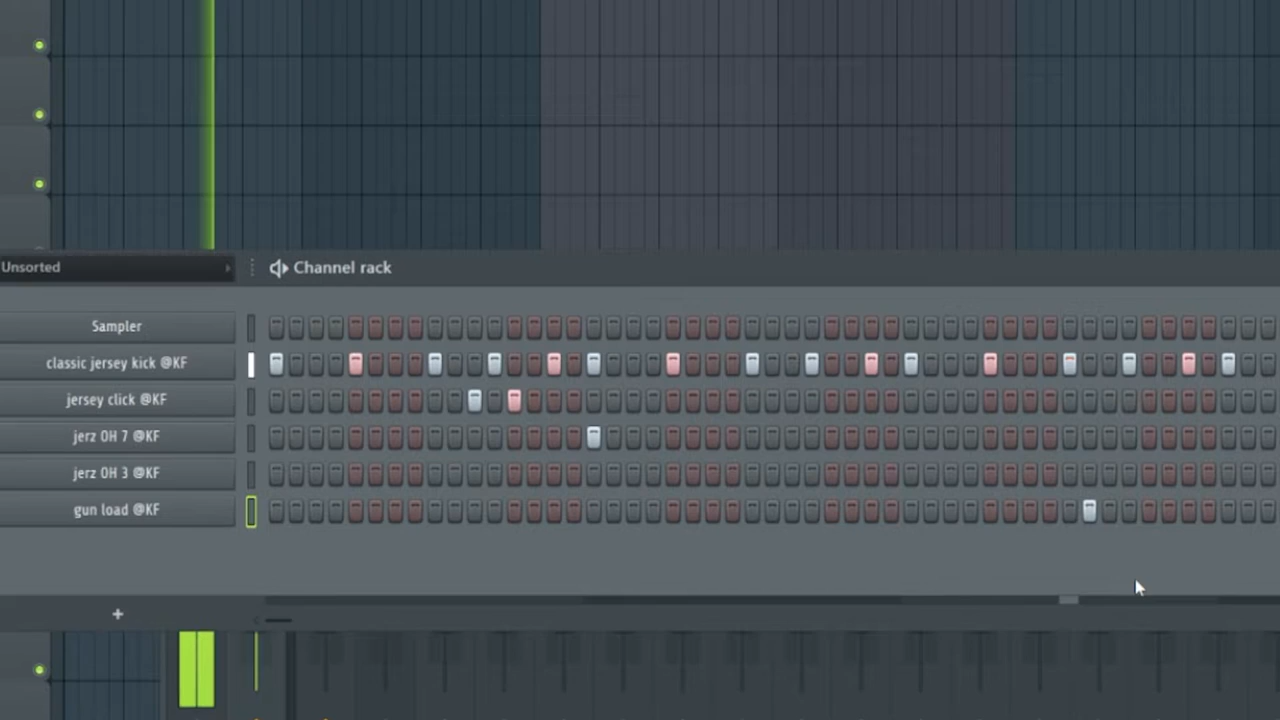 Unsorted
Channel rack
Sampler
classic jersey kick @KF
jersey click @KF
jerz OH 7 @KF
jerz OH 3 @KF
gun load @KF
+